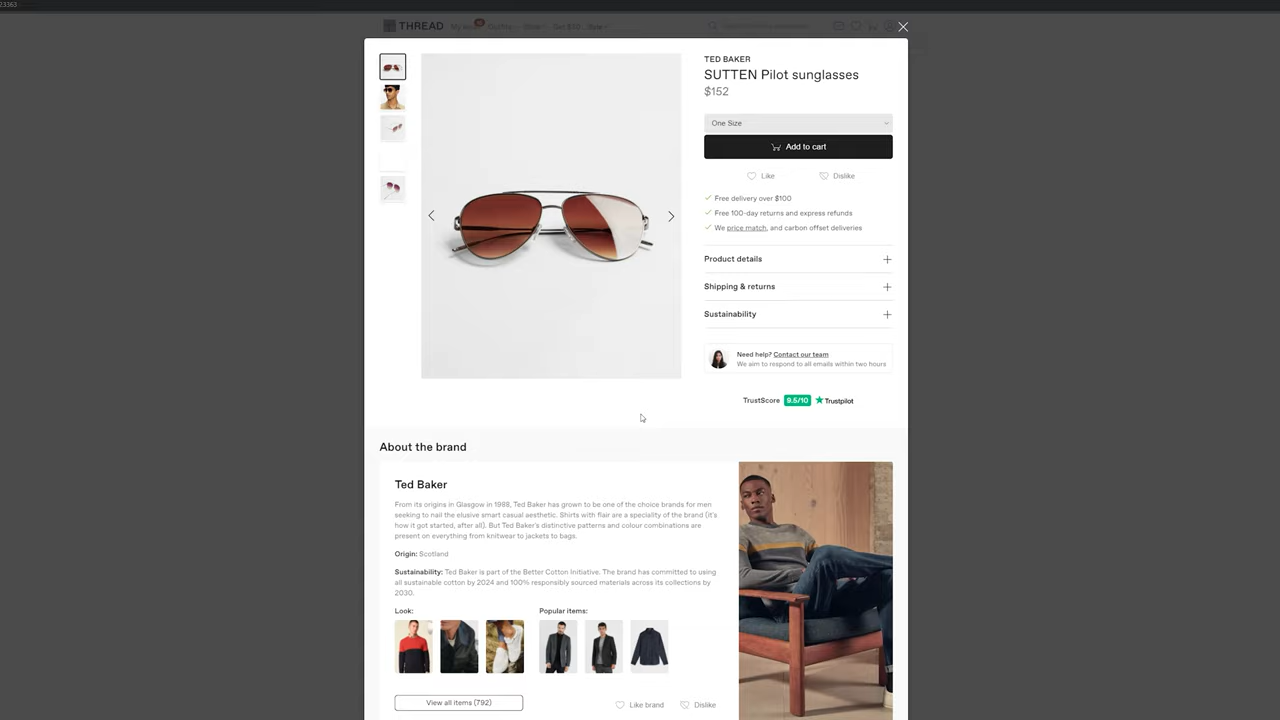 23363
THREAD
Outfits
Shop
Get $20
Style
TED BAKER
SUTTEN Pilot sunglasses
$152
One Size
Add to cart
Like
Dislike
Free delivery over $100
Free 100-day returns and express refunds
We price match, and carbon offset deliveries
Product details
Shipping & returns
Sustainability
Need help? Contact our team
We aim to respond to all emails within two hours
TrustScore 9.5/10 Trustpilot
About the brand
Ted Baker
From its origins in Glasgow in 1988, Ted Baker has grown to be one of the choice brands for men
seeking to nail the elusive smart casual aesthetic. Shirts with flair are a speciality of the brand (it's
how it got started, after all). But Ted Baker's distinctive patterns and colour combinations are
present on everything from knitwear to jackets to bags.
Origin: Scotland
Sustainability: Ted Baker is part of the Better Cotton Initiative. The brand has committed to using
all sustainable cotton by 2024 and 100% responsibly sourced materials across its collections by
2030.
Look:
Popular items:
View all items (792)
Like brand
Dislike